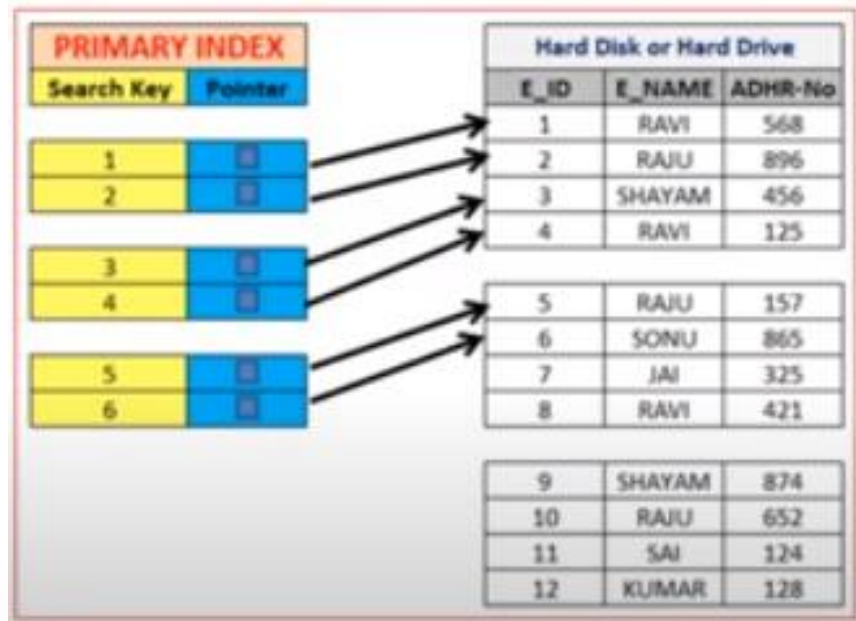 PRIMARY INDEX
Search Key Pointer
1
2
3
4
5
6
Hard Disk or Hard Drive
E_ID E_NAME ADHR-No
1 RAVI 568
2 RAJU 896
3 SHAYAM 456
4 RAVI 125
5 RAJU 157
6 SONU 865
7 JAI 325
8 RAVI 421
9 SHAYAM 874
10 RAJU 652
11 SAI 124
12 KUMAR 128